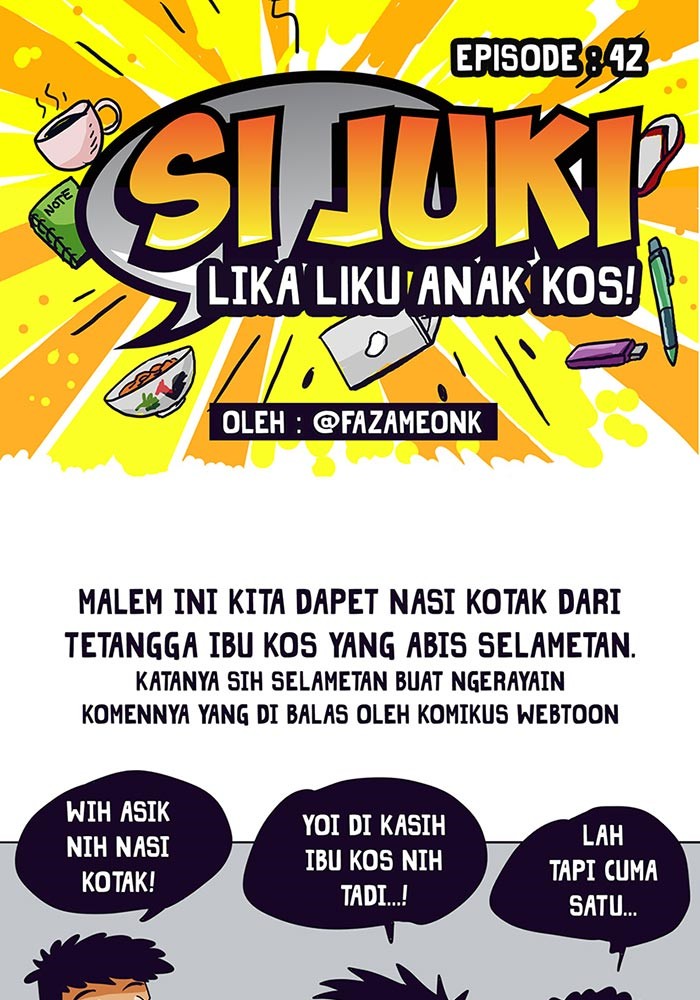 EPISODE : 42
NOTE
SI JUKI
LIKA LIKU ANAK KOS!
OLEH : @FAZAMEONK
MALEM INI KITA DAPET NASI KOTAK DARI
TETANGGA IBU KOS YANG ABIS SELAMETAN.
KATANYA SIH SELAMETAN BUAT NGERAYAIN
KOMENNYA YANG DI BALAS OLEH KOMIKUS WEBTOON
WIH ASIK
NIH NASI
KOTAK!
YOI DI KASIH
IBU KOS NIH
TADI...!
LAH
TAPI CUMA
SATU...